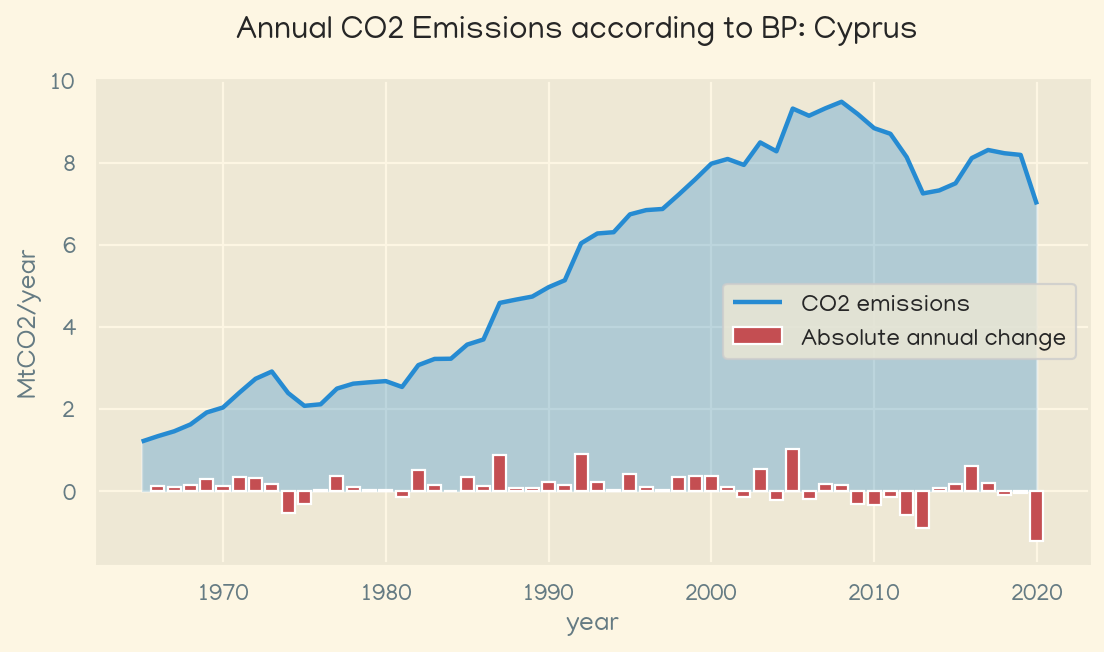 Annual CO2 Emissions according to BP: Cyprus
10
8
6
4
2
0
MtCO2/year
CO2 emissions
Absolute annual change
1970 1980 1990 2000 2010 2020
year